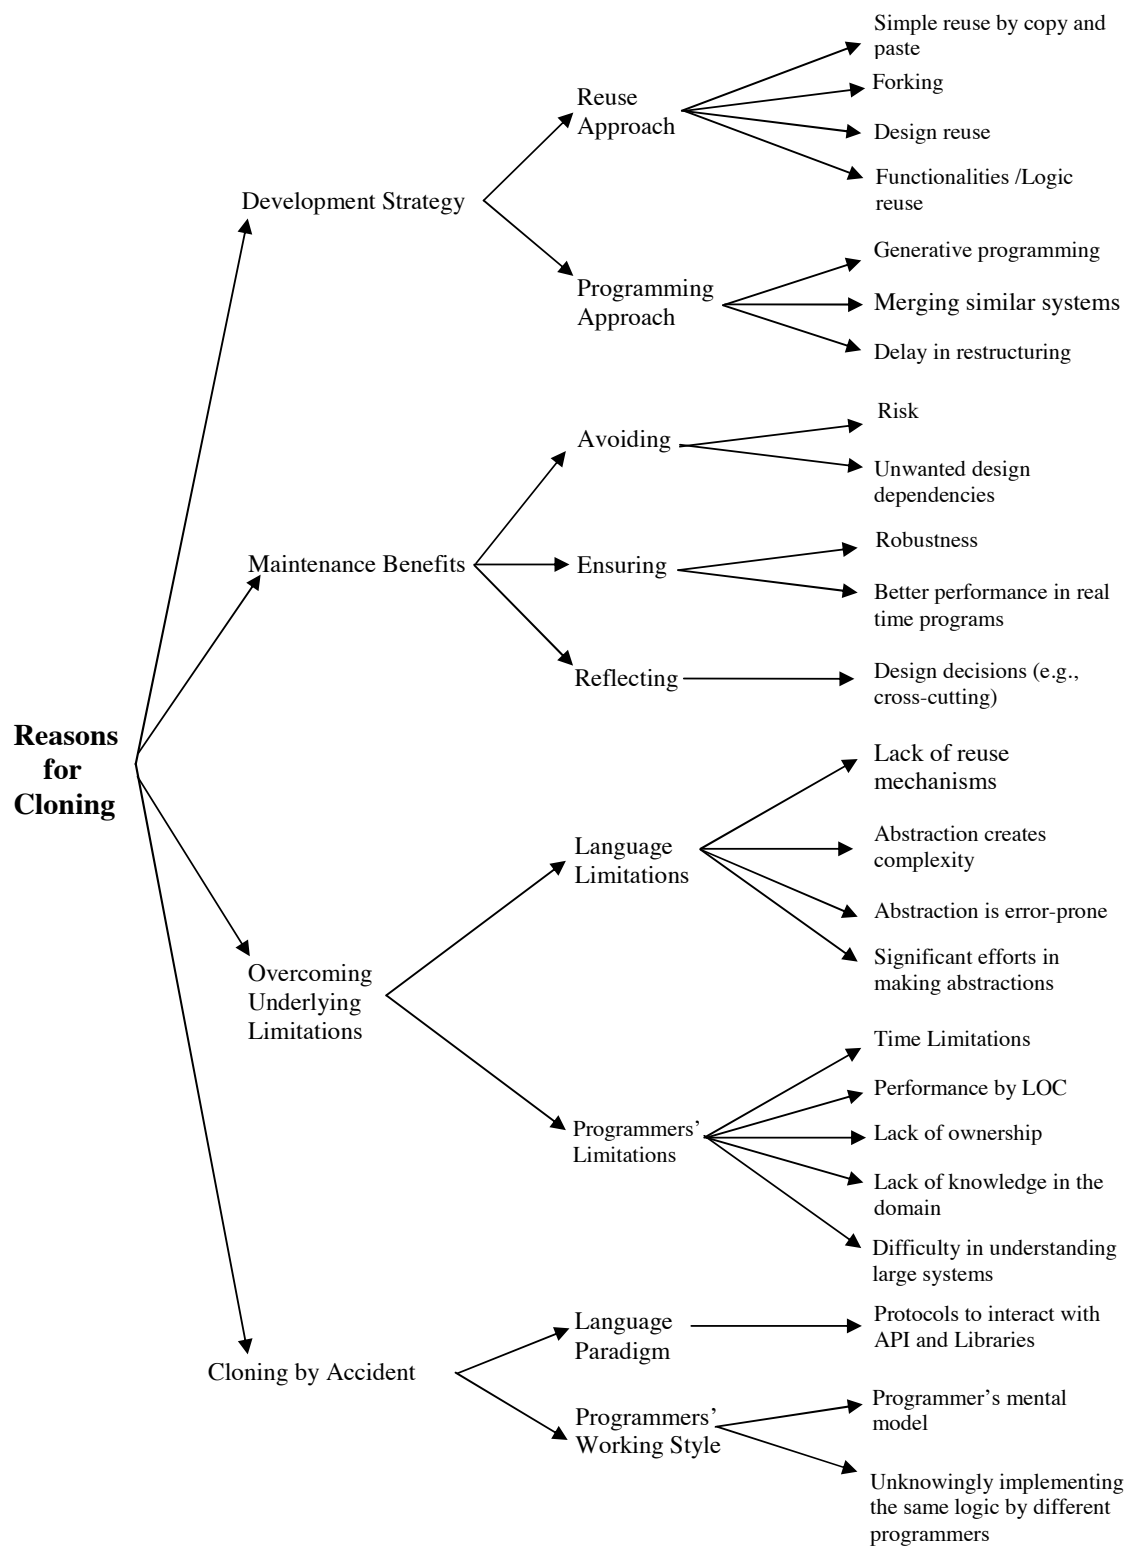 Reasons
for
Cloning
Development Strategy
Reuse
Approach
Simple reuse by copy and
paste
Forking
Design reuse
Functionalities /Logic
reuse
Programming
Approach
Generative programming
Merging similar systems
Delay in restructuring
Maintenance Benefits
Avoiding
Risk
Unwanted design
dependencies
Ensuring
Robustness
Better performance in real
time programs
Reflecting
Design decisions (e.g.,
cross-cutting)
Overcoming
Underlying
Limitations
Language
Limitations
Lack of reuse
mechanisms
Abstraction creates
complexity
Abstraction is error-prone
Significant efforts in
making abstractions
Programmers’
Limitations
Time Limitations
Performance by LOC
Lack of ownership
Lack of knowledge in the
domain
Difficulty in understanding
large systems
Cloning by Accident
Language
Paradigm
Protocols to interact with
API and Libraries
Programmers’
Working Style
Programmer’s mental
model
Unknowingly implementing
the same logic by different
programmers